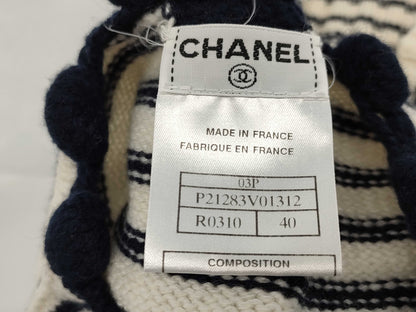 CHANEL
MADE IN FRANCE
FABRIQUE EN FRANCE
03P
P21283V01312
R0310 40
COMPOSITION